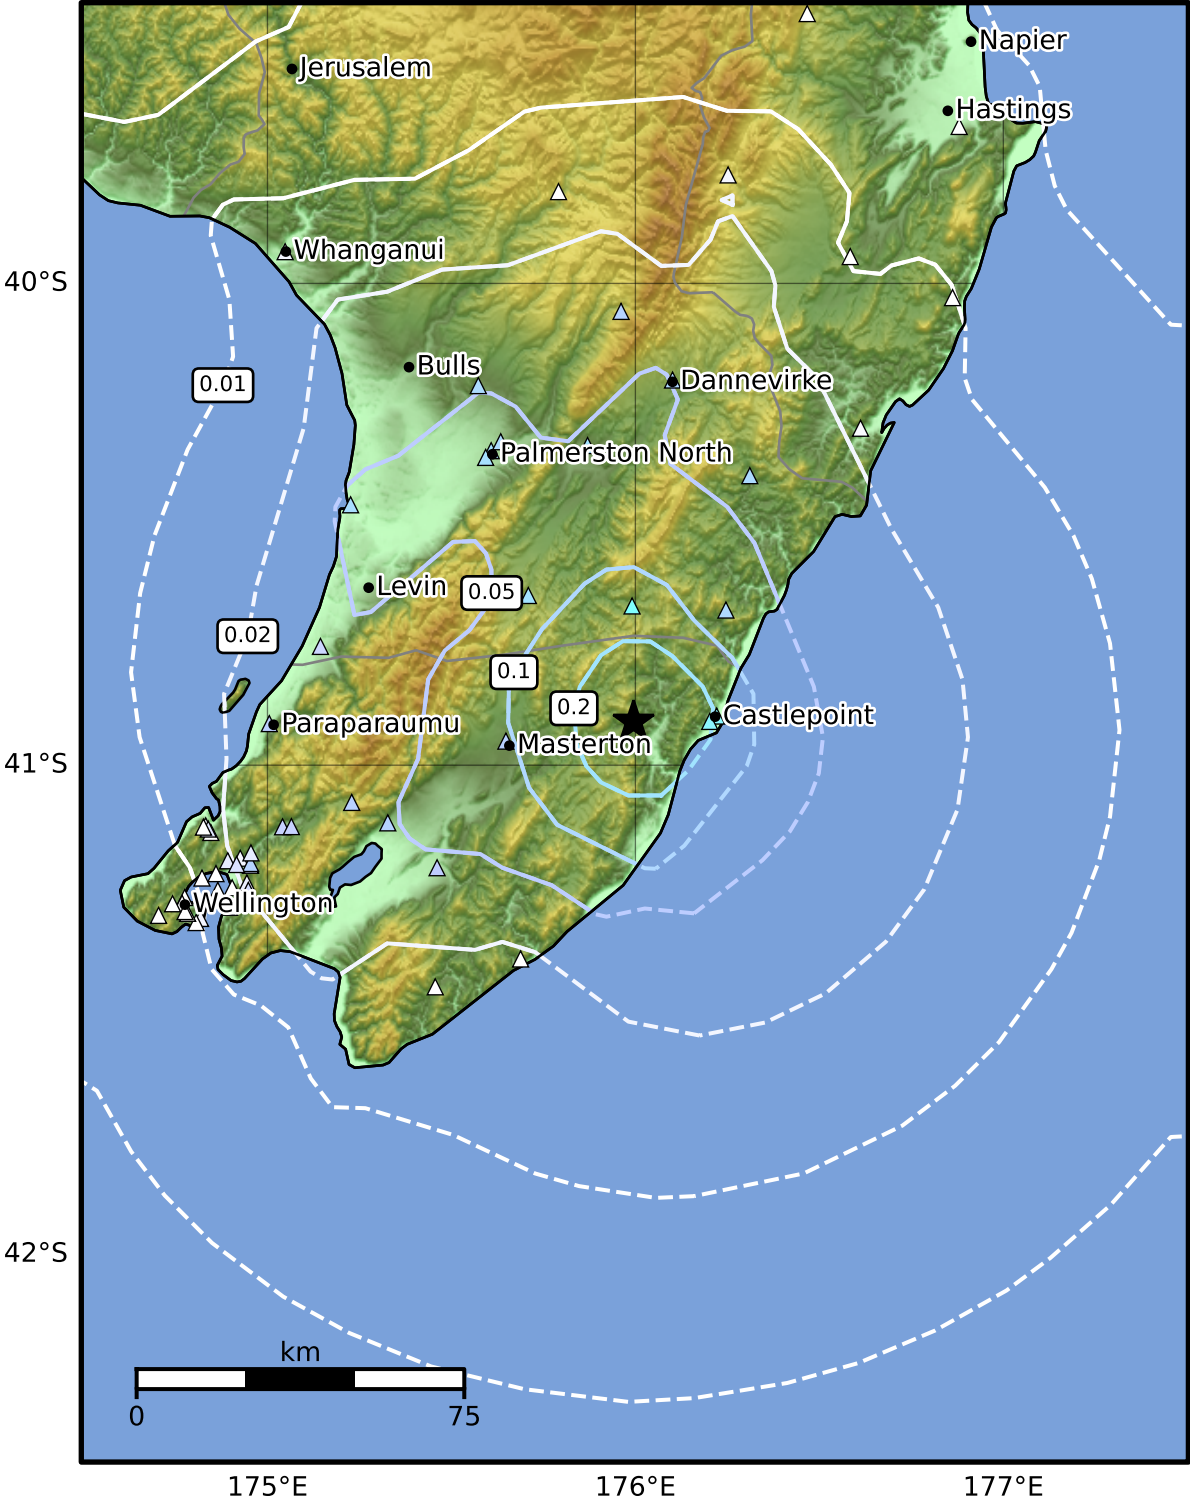 Napier
Jerusalem
Hastings
Whanganui
40°S
Bulls
Dannevirke
0.01
Palmerston North
Levin
0.05
0.02
0.1
0.2
Castlepoint
Paraparaumu
Masterton
41°S
Wellington
42°S
km
0 75
175°E 176°E 177°E